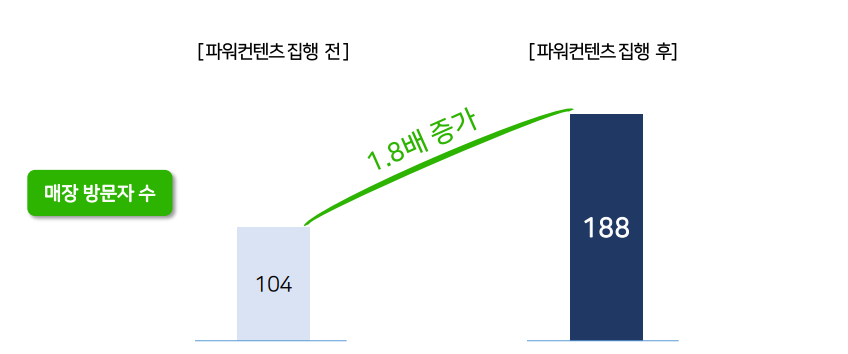 [파워컨텐츠 집행 전]
[파워컨텐츠 집행 후]
1.8배 증가
매장 방문자 수
104
188